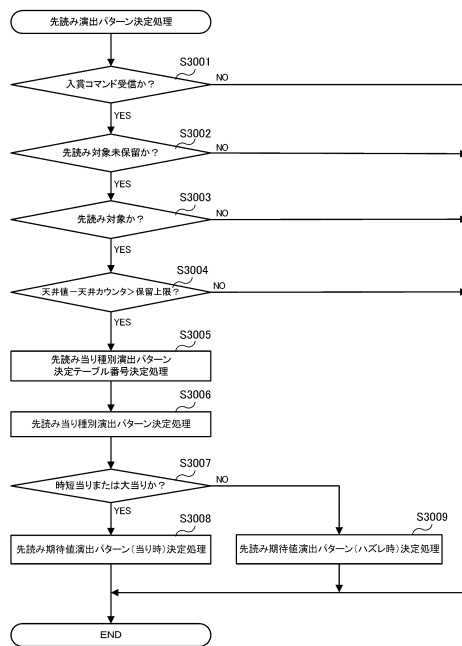 先読み演出パターン決定処理
S3001
入賞コマンド受信か?
NO
YES
S3002
先読み対象未保留か?
NO
YES
S3003
先読み対象か?
NO
YES
S3004
天井値-天井カウンタ>保留上限?
NO
YES
S3005
先読み当り種別演出パターン
決定テーブル番号決定処理
S3006
先読み当り種別演出パターン決定処理
S3007
時短当りまたは大当りか?
NO
YES
S3008
先読み期待値演出パターン(当り時)決定処理
S3009
先読み期待値演出パターン(ハズレ時)決定処理
END